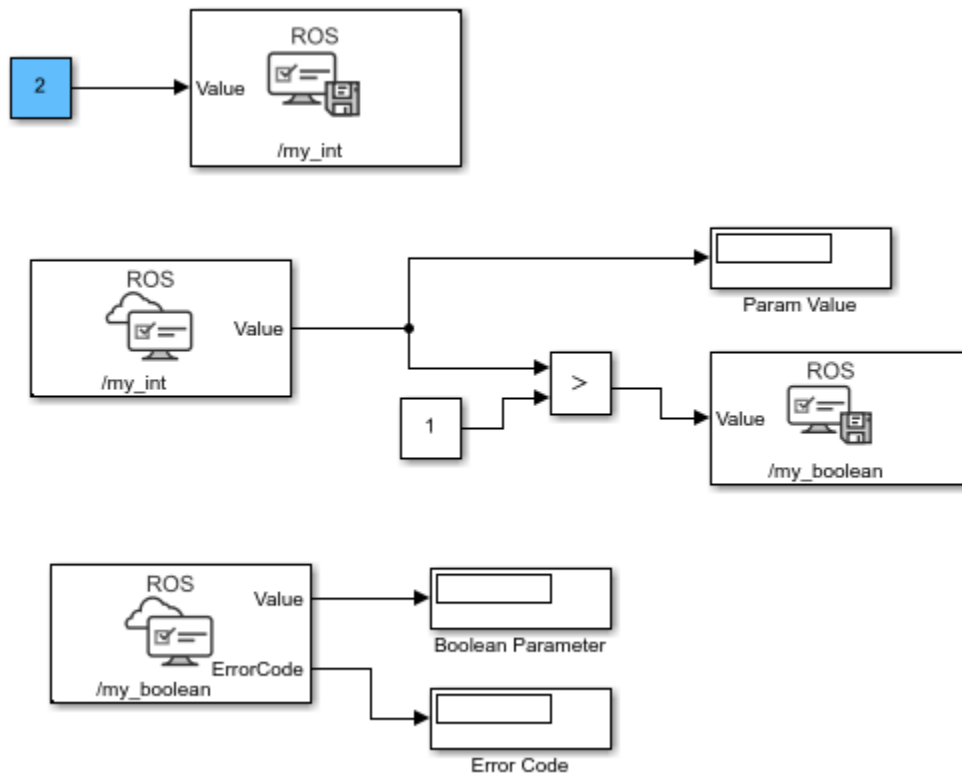 ROS
2
Value
/my_int
ROS
Value
/my_int
Param Value
>
1
ROS
Value
/my_boolean
ROS
Value
ErrorCode
/my_boolean
Boolean Parameter
Error Code